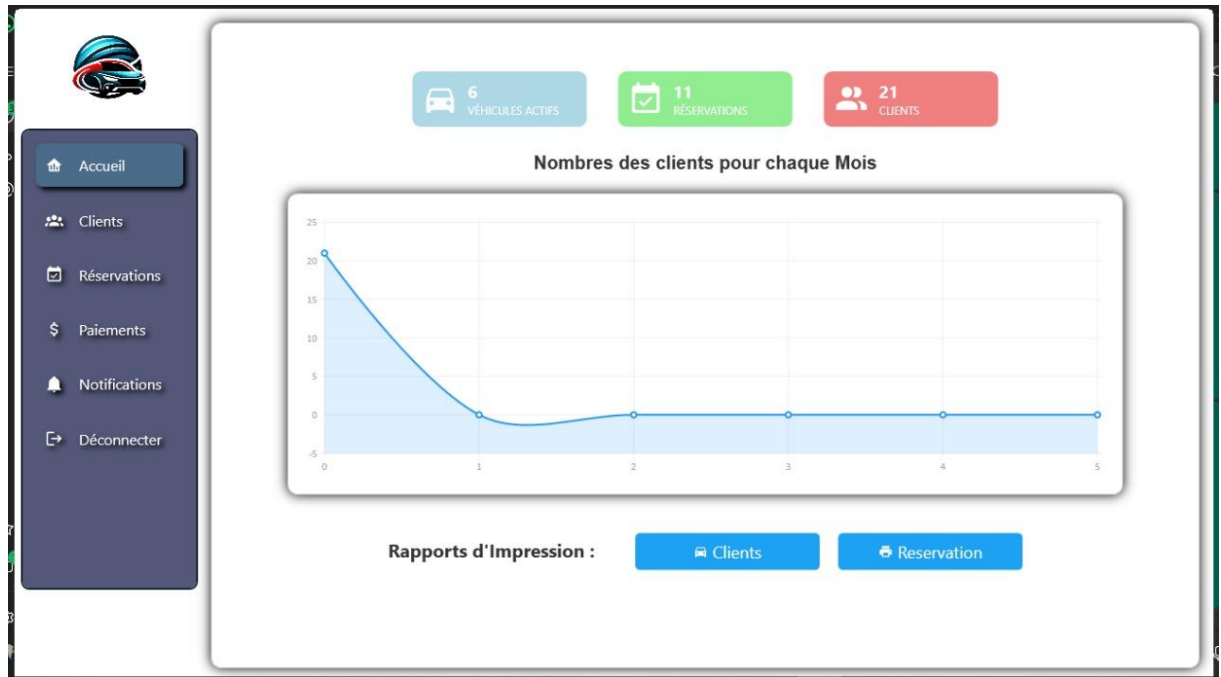 6
VÉHICULES ACTIFS
11
RÉSERVATIONS
21
CLIENTS
Accueil
Clients
Réservations
Paiements
Notifications
Déconnecter
Nombres des clients pour chaque Mois
25
20
15
10
5
0
-5
0 1 2 3 4 5
Rapports d'Impression : Clients Reservation